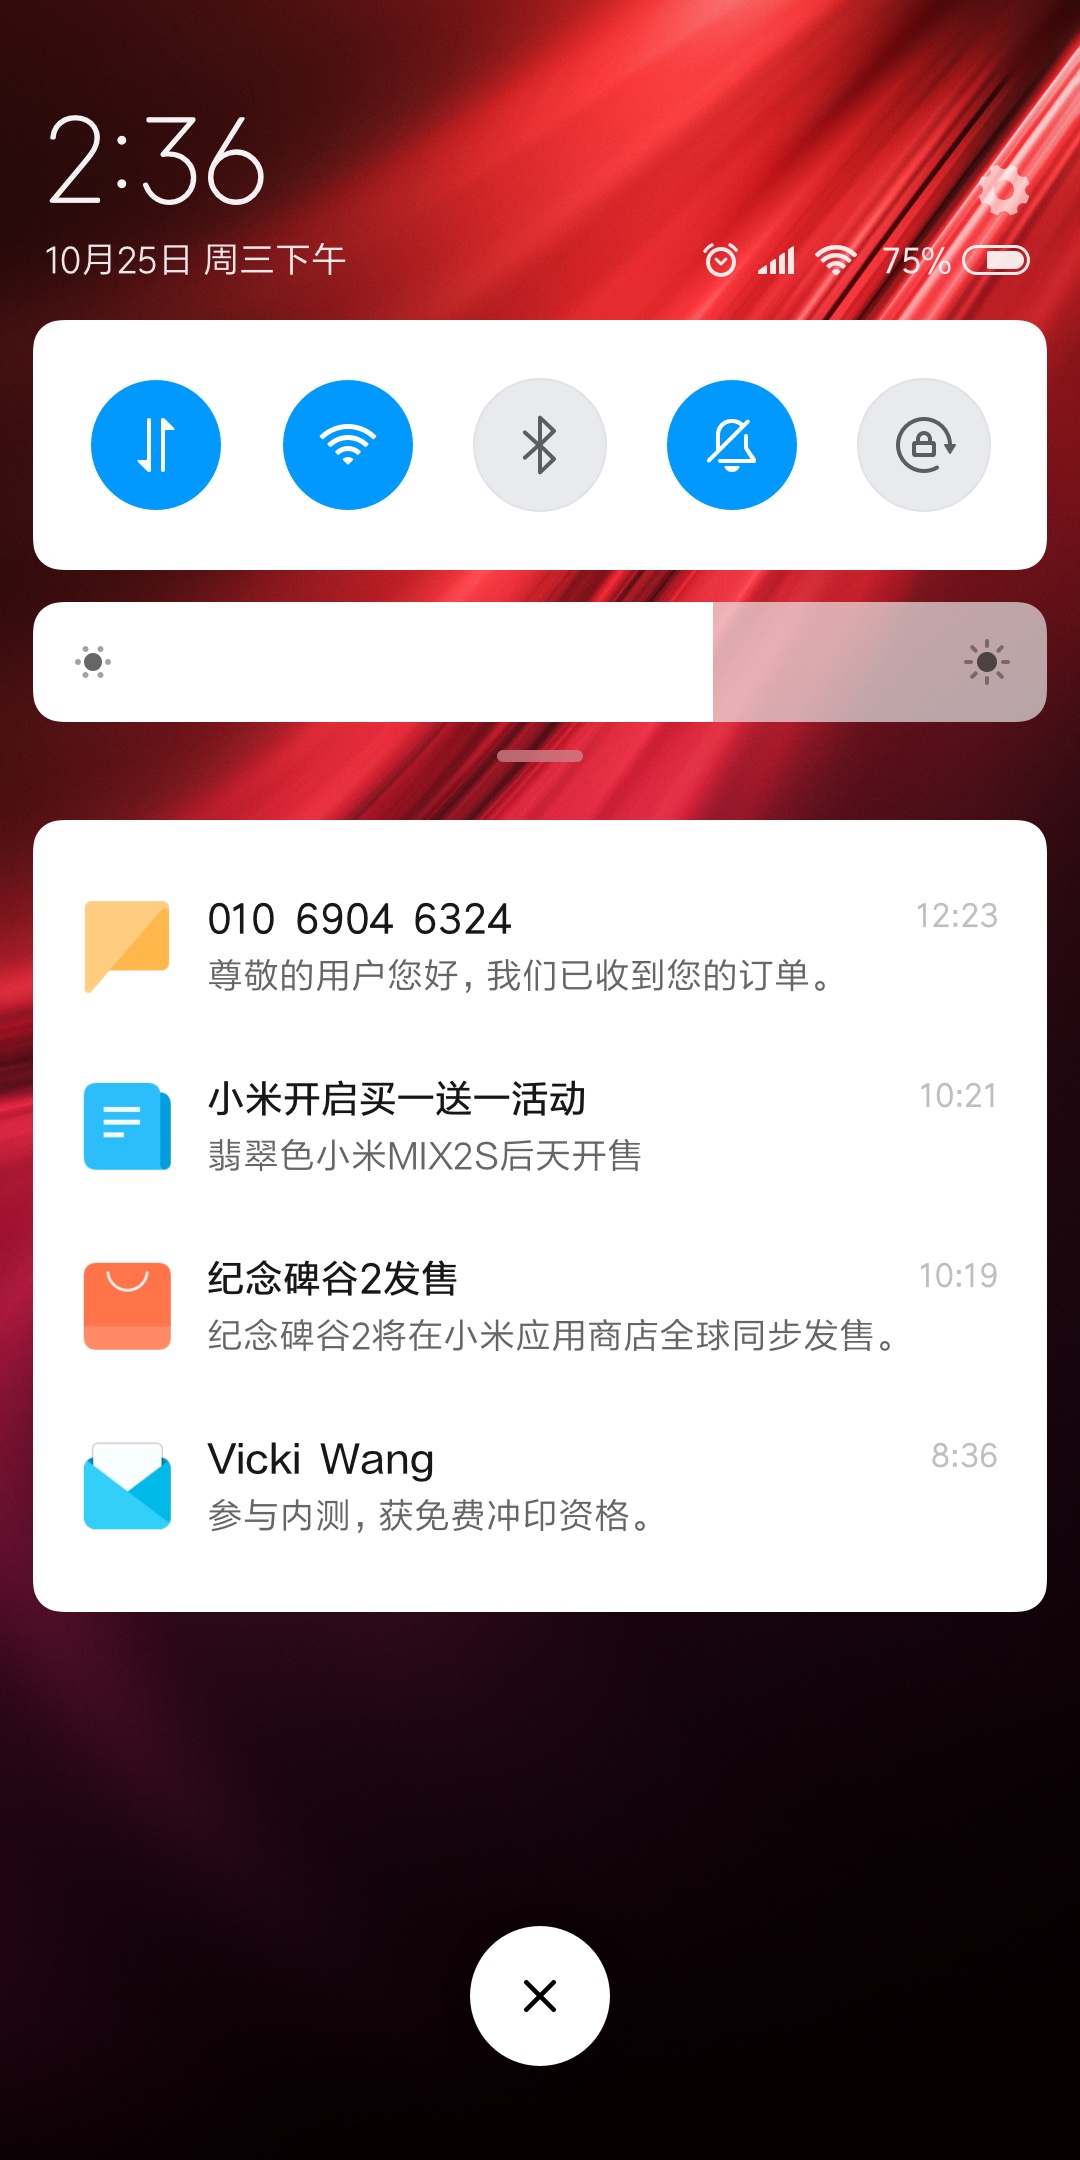 2:36
10月25日 周三下午
75%
010 6904 6324
12:23
尊敬的用户您好，我们已收到您的订单。
小米开启买一送一活动
10:21
翡翠色小米MIX2S后天开售
纪念碑谷2发售
10:19
纪念碑谷2将在小米应用商店全球同步发售。
Vicki Wang
8:36
参与内测，获免费冲印资格。